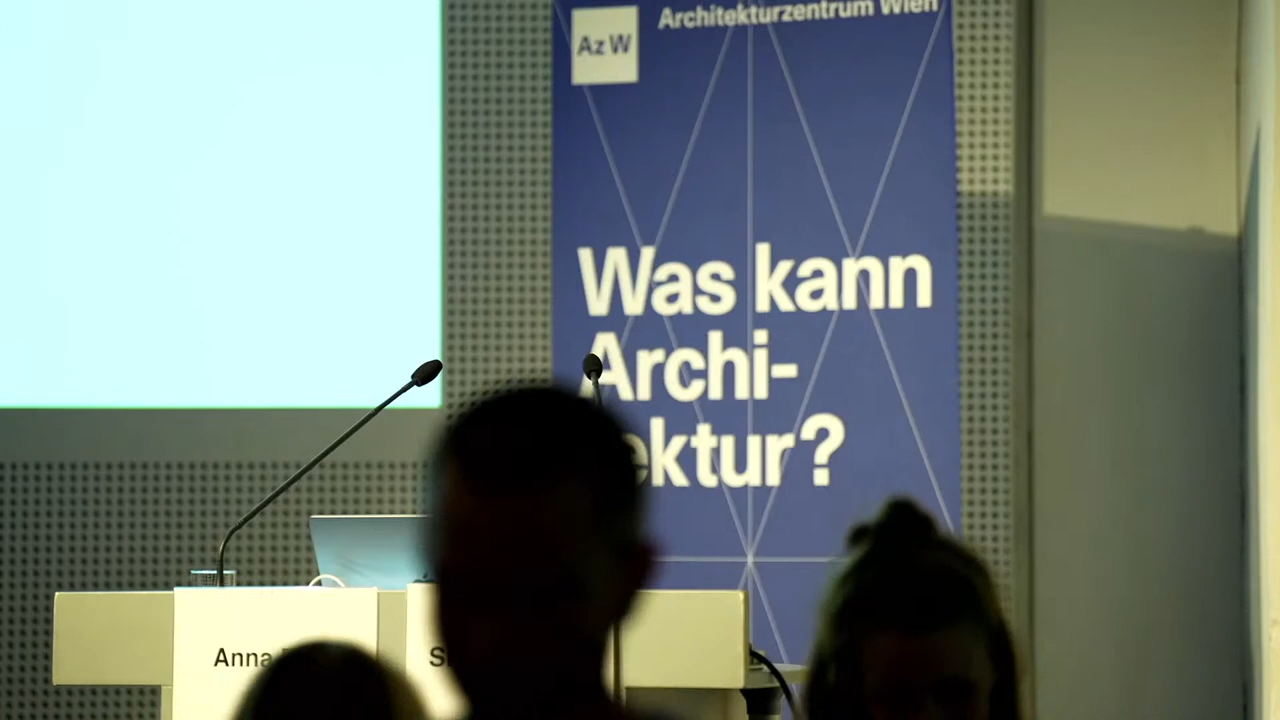 Architekturzentrum Wien
Az W
Was kann
Archi-
ektur?
Anna